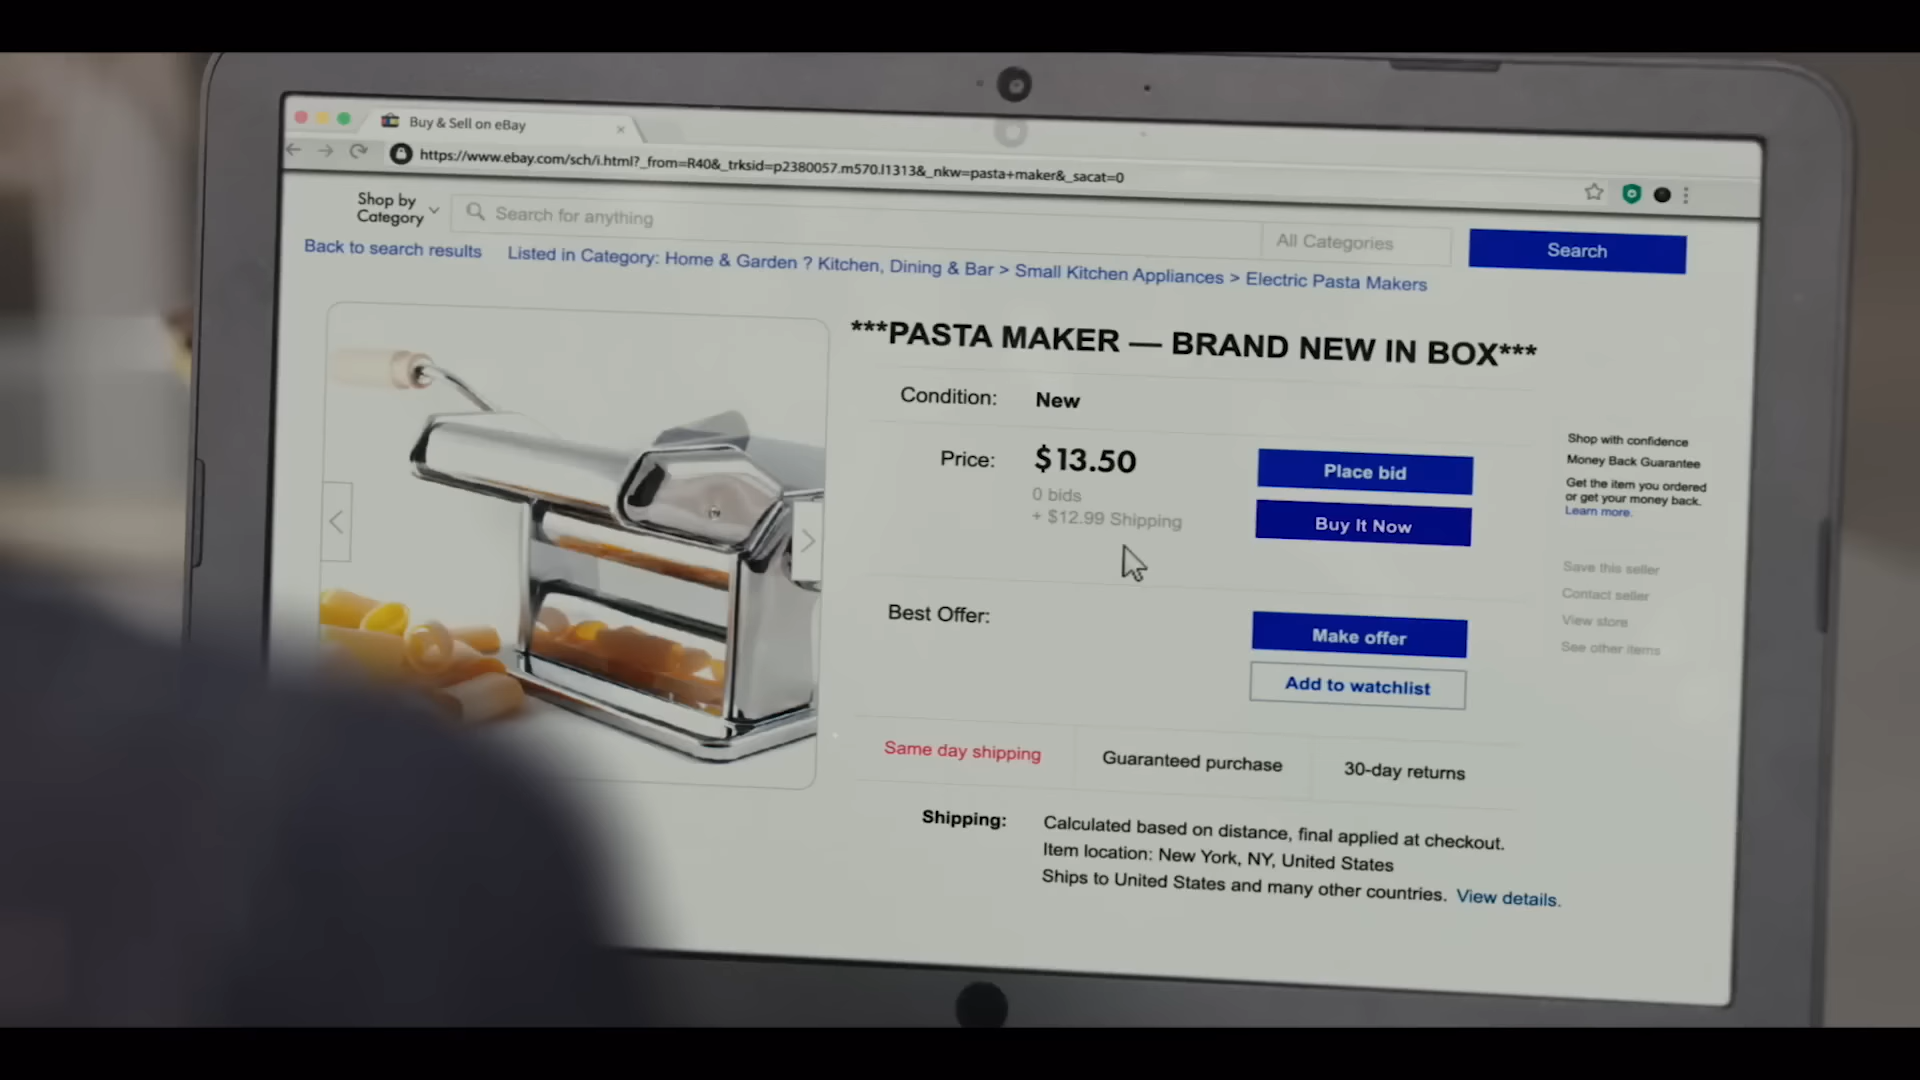 Buy & Sell on eBay
https://www.ebay.com/sch/i.html?_from=R40&_trksid=p2380057.m570.l1313&_nkw=pasta+maker&_sacat=0
Shop by
Category
Search for anything
All Categories
Search
Back to search results
Listed in Category: Home & Garden ? Kitchen, Dining & Bar > Small Kitchen Appliances > Electric Pasta Makers
***PASTA MAKER — BRAND NEW IN BOX***
Condition: New
Price: $13.50
0 bids
+ $12.99 Shipping
Place bid
Buy It Now
Best Offer:
Make offer
Add to watchlist
Shop with confidence
Money Back Guarantee
Get the item you ordered
or get your money back.
Learn more.
Save this seller
Contact seller
View store
See other items
Same day shipping
Guaranteed purchase
30-day returns
Shipping: Calculated based on distance, final applied at checkout.
Item location: New York, NY, United States
Ships to United States and many other countries. View details.